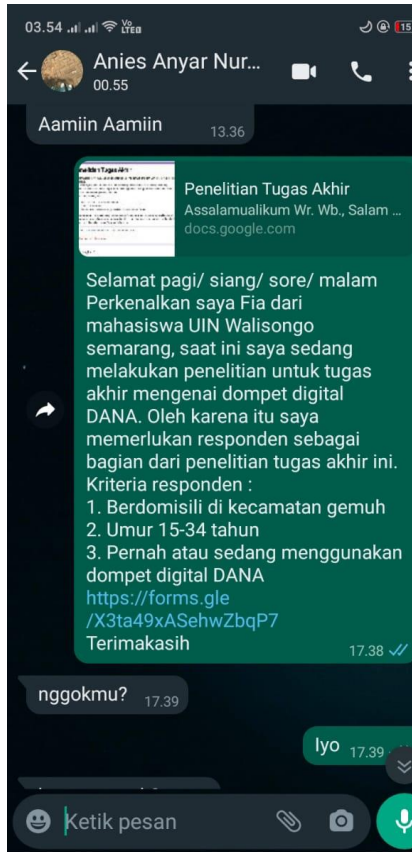 03.54
Vo
LTE
15
Anies Anyar Nur...
00.55
Aamiin Aamiin 13.36
Penelitian Tugas Akhir
Assalamualikum Wr. Wb., Salam ...
docs.google.com
Selamat pagi/ siang/ sore/ malam
Perkenalkan saya Fia dari
mahasiswa UIN Walisongo
semarang, saat ini saya sedang
melakukan penelitian untuk tugas
akhir mengenai dompet digital
DANA. Oleh karena itu saya
memerlukan responden sebagai
bagian dari penelitian tugas akhir ini.
Kriteria responden :
1. Berdomisili di kecamatan gemuh
2. Umur 15-34 tahun
3. Pernah atau sedang menggunakan
dompet digital DANA
https://forms.gle
/X3ta49xASehwZbqP7
Terimakasih 17.38
nggokmu? 17.39
Iyo 17.39
Ketik pesan